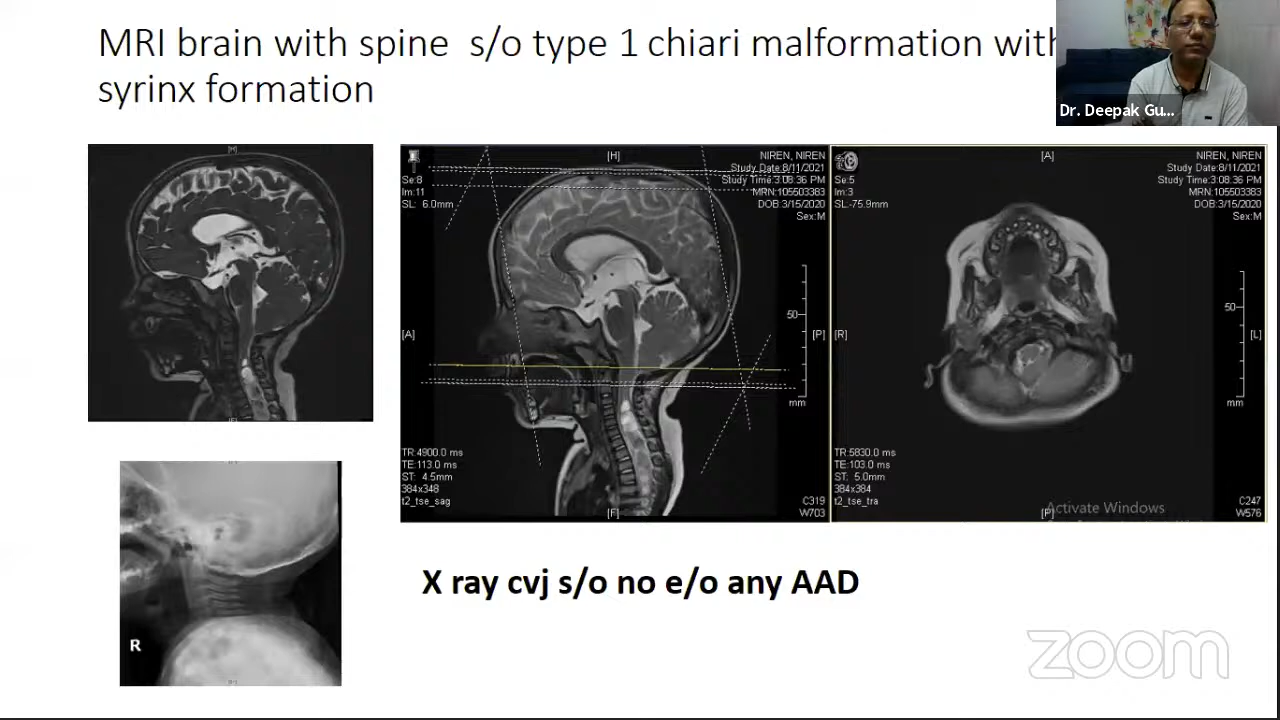 MRI brain with spine s/o type 1 chiari malformation with
syrinx formation
Dr. Deepak Gu...
[H]
NIREN, NIREN
Study Date:8/11/2021
Study Time:3:08:36 PM
MRN:105503383
DOB:3/15/2020
Sex:M
Se:8
Im:11
SL: 6.0mm
[A]
[P]
50
mm
TR:4900.0 ms
TE:113.0 ms
ST: 4.5mm
384x348
t2_tse_sag
[F]
C319
W703
[A]
NIREN, NIREN
Study Date:8/11/2021
Study Time:3:08:36 PM
MRN:105503383
DOB:3/15/2020
Sex:M
Se:5
Im:3
SL:-75.9mm
[R]
[L]
50
mm
TR:5830.0 ms
TE:103.0 ms
ST: 5.0mm
384x384
t2_tse_tra
[P]
C247
W576
Activate Windows
R
X ray cvj s/o no e/o any AAD
zoom